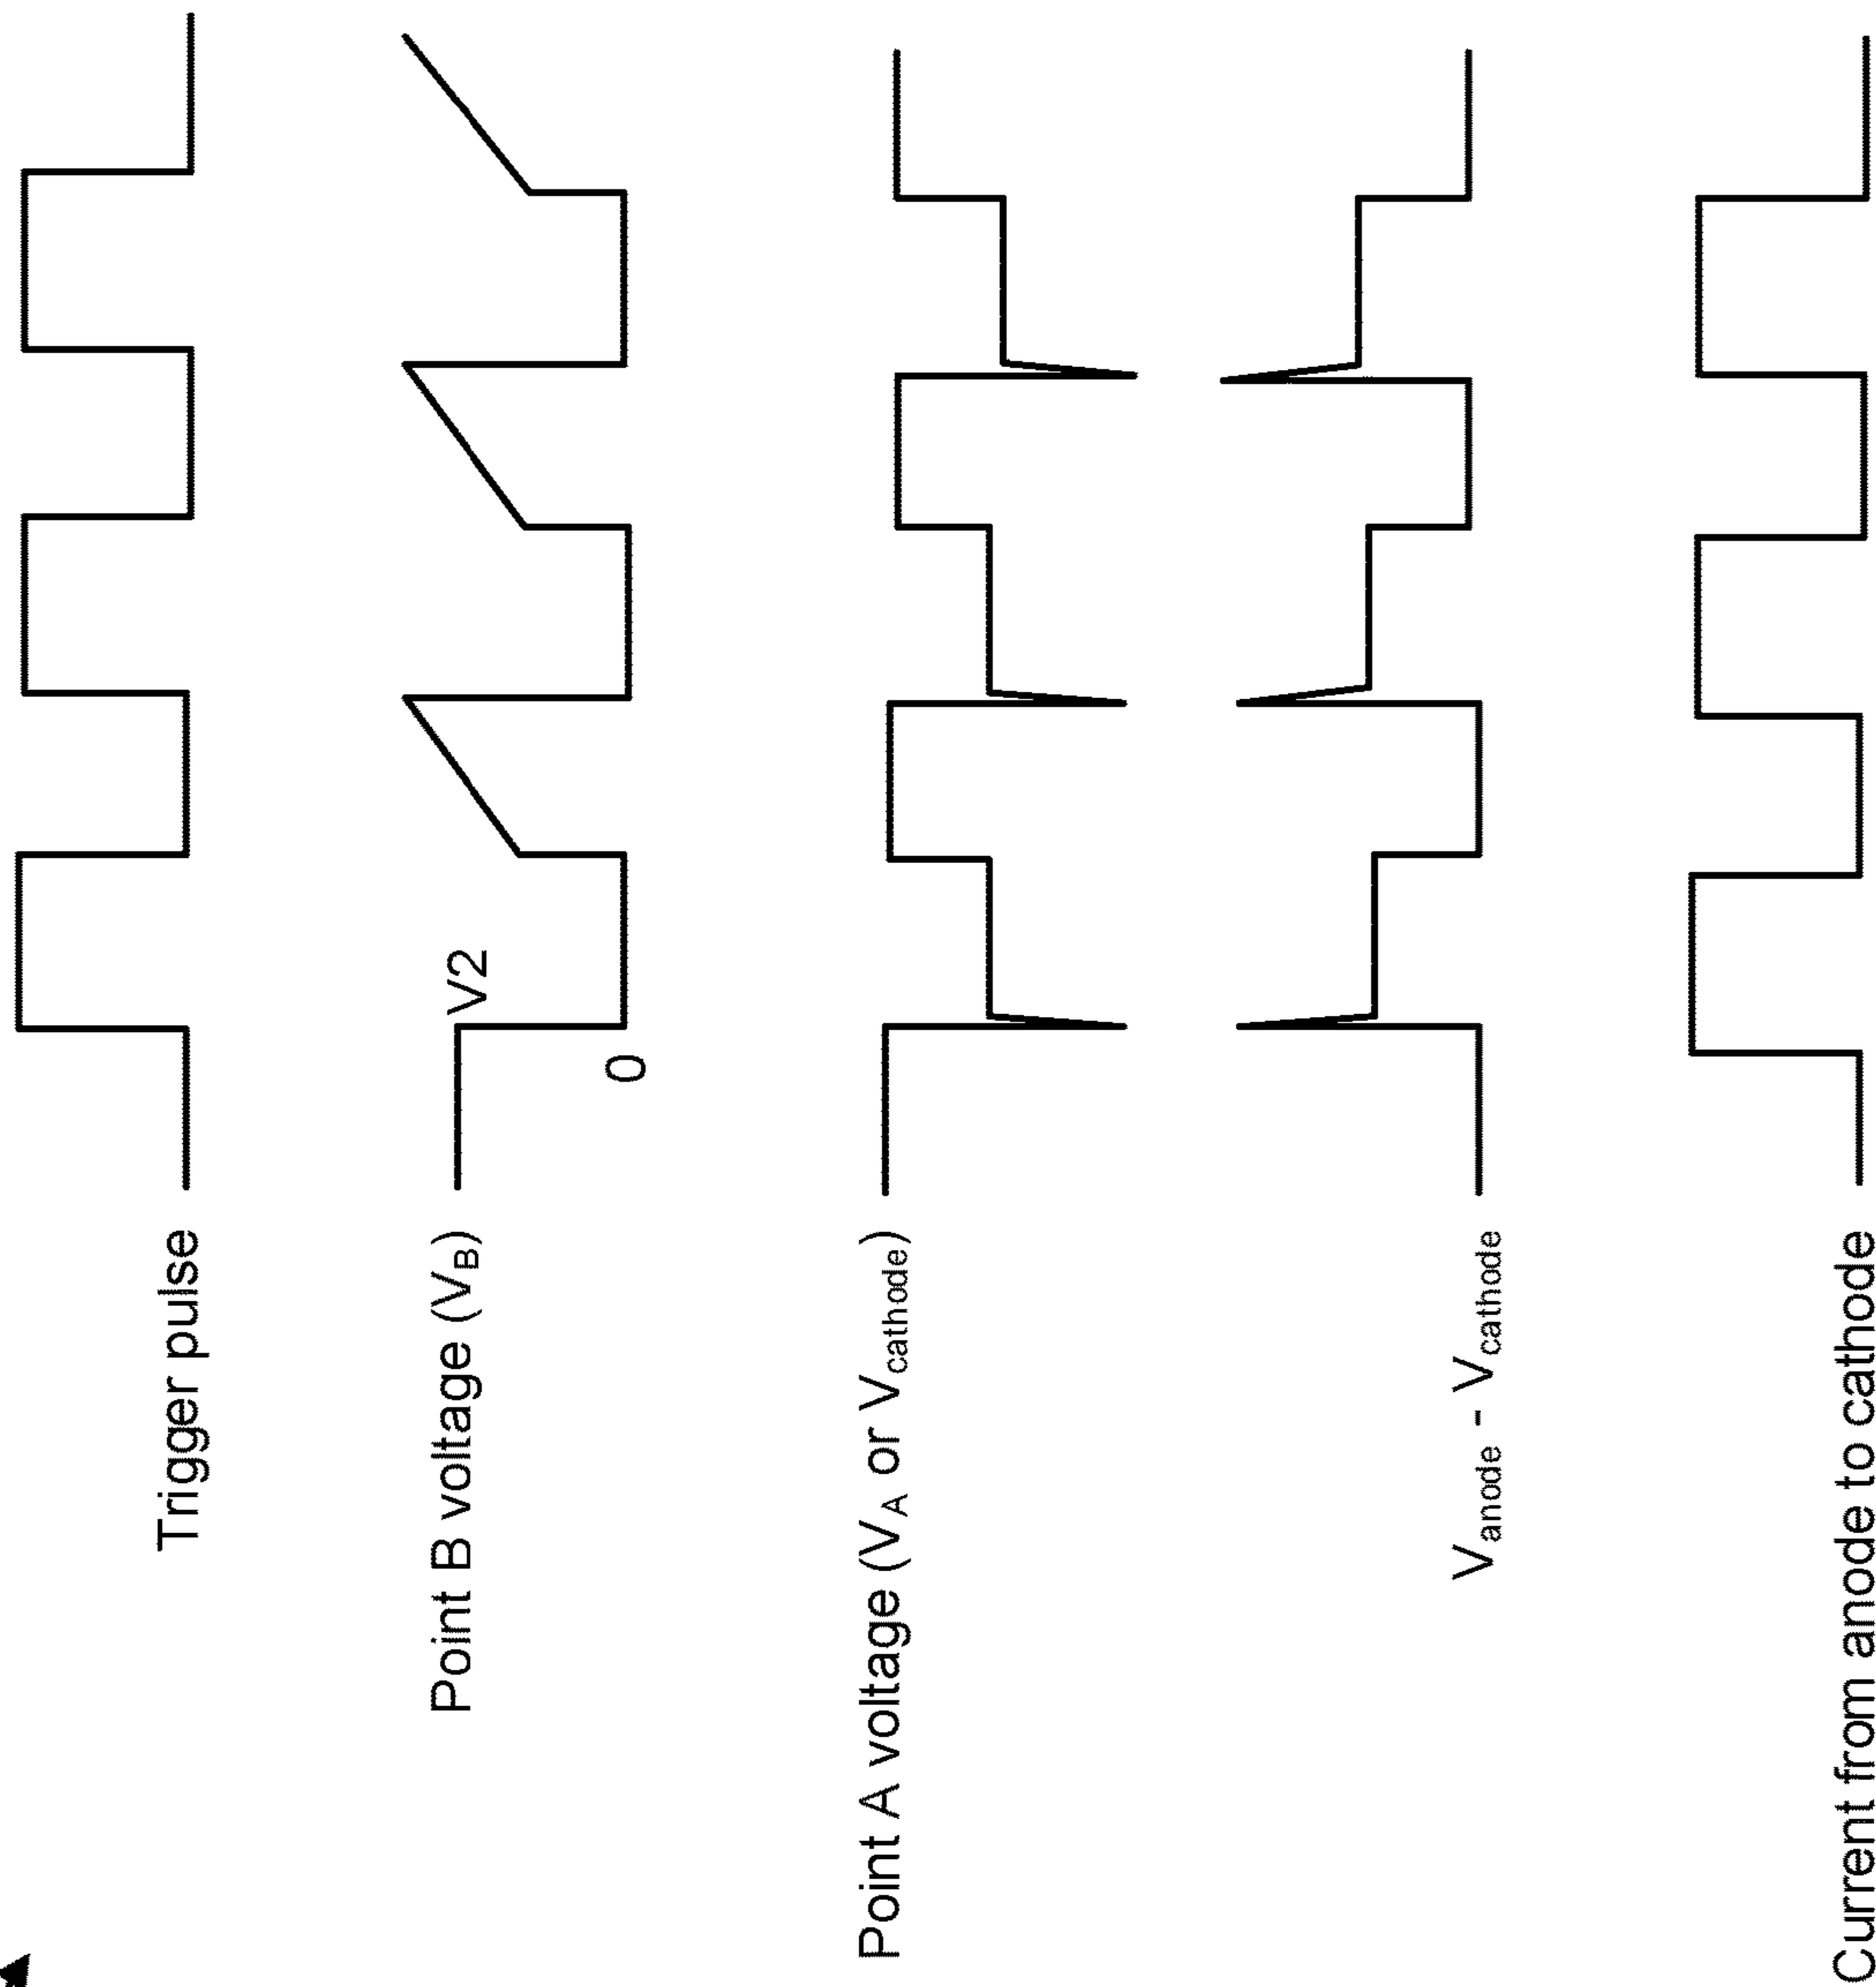 Trigger pulse
V2
Point B voltage (VB)
0
Point A voltage (VA or Vcathode)
Vanode - Vcathode
Current from anode to cathode